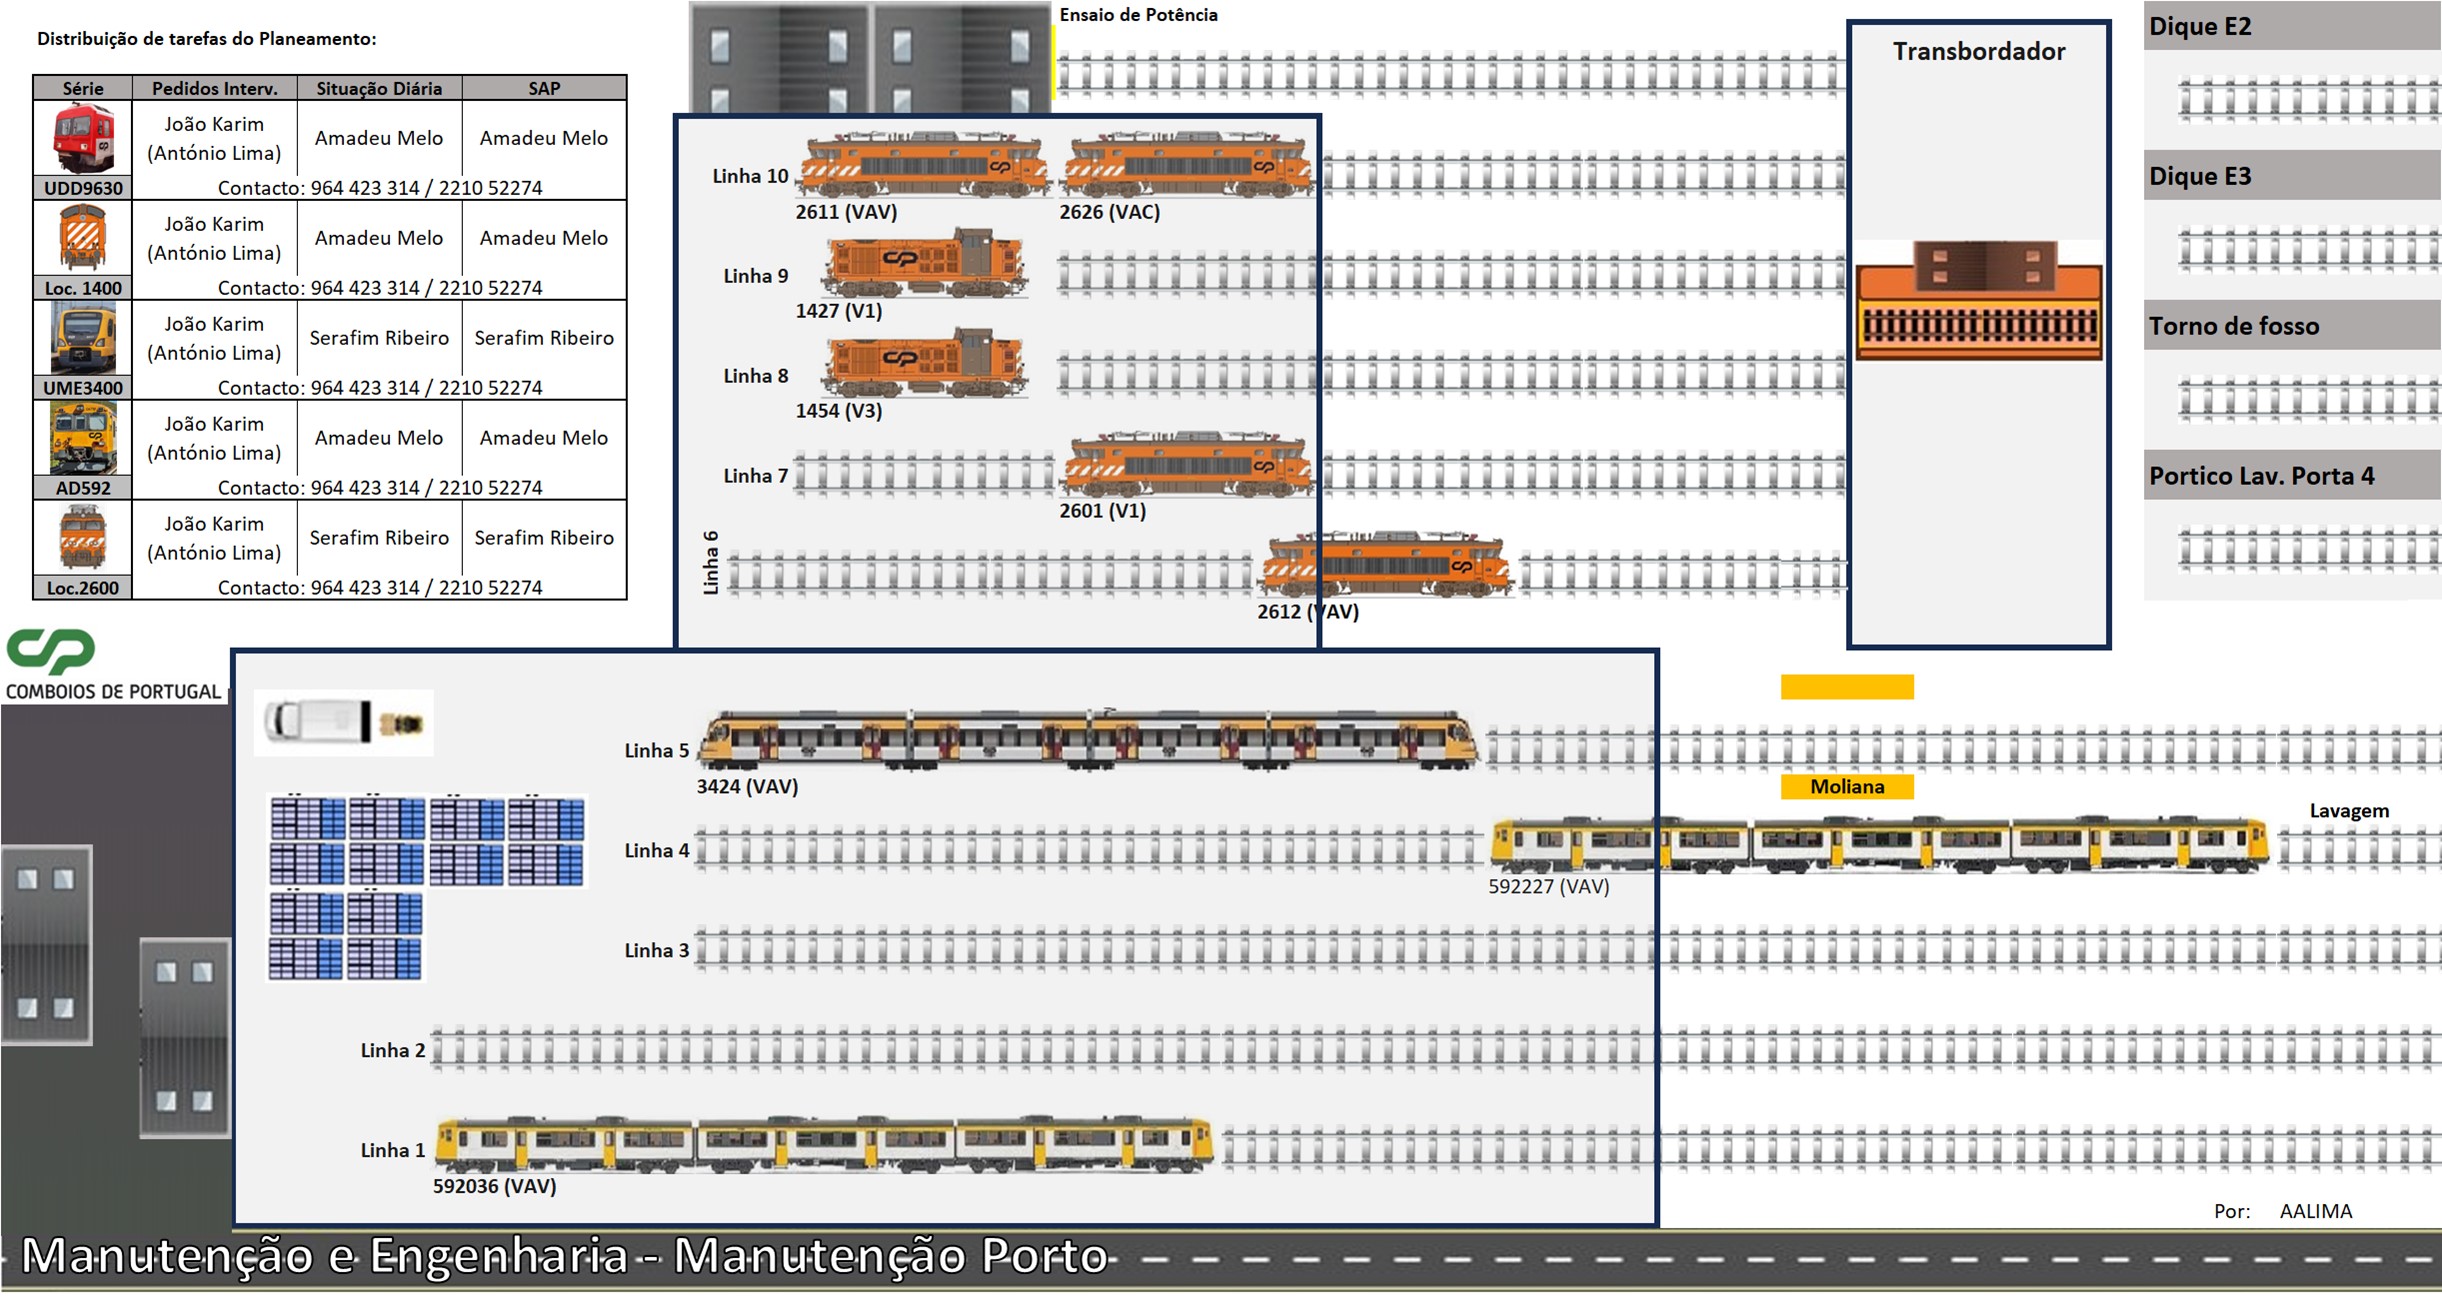 Distribuição de tarefas do Planeamento:
Série Pedidos Interv. Situação Diária SAP
João Karim
(António Lima) Amadeu Melo Amadeu Melo
UDD9630 Contacto: 964 423 314 / 2210 52274
João Karim
(António Lima) Amadeu Melo Amadeu Melo
Loc. 1400 Contacto: 964 423 314 / 2210 52274
João Karim
(António Lima) Serafim Ribeiro Serafim Ribeiro
UME3400 Contacto: 964 423 314 / 2210 52274
João Karim
(António Lima) Amadeu Melo Amadeu Melo
AD592 Contacto: 964 423 314 / 2210 52274
João Karim
(António Lima) Serafim Ribeiro Serafim Ribeiro
Loc.2600 Contacto: 964 423 314 / 2210 52274
CP
COMBOIOS DE PORTUGAL
Ensaio de Potência
Linha 10
2611 (VAV) 2626 (VAC)
Linha 9
1427 (V1)
Linha 8
1454 (V3)
Linha 7
2601 (V1)
Linha 6
2612 (VAV)
Transbordador
Dique E2
Dique E3
Torno de fosso
Portico Lav. Porta 4
Linha 5
3424 (VAV)
Moliana
Lavagem
Linha 4
592227 (VAV)
Linha 3
Linha 2
Linha 1
592036 (VAV)
Por: AALIMA
Manutenção e Engenharia - Manutenção Porto